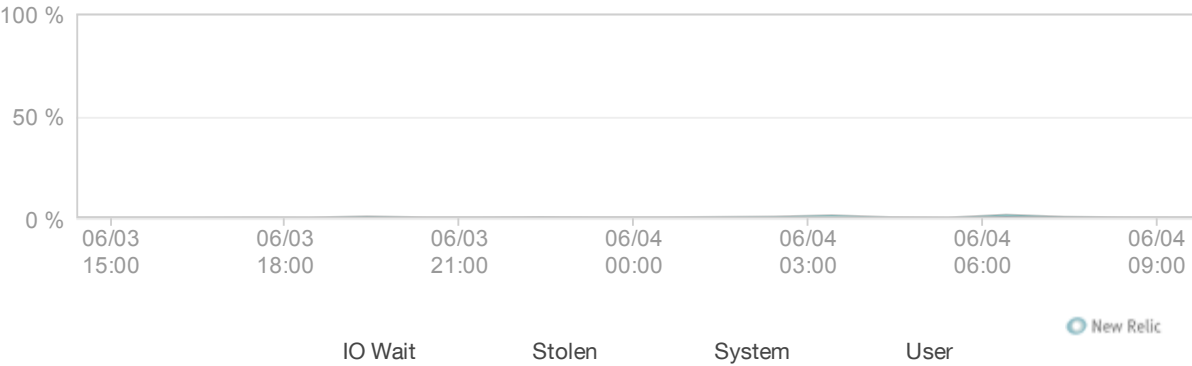 100 %
50 %
0 %
06/03 06/03 06/03 06/04 06/04 06/04 06/04
15:00 18:00 21:00 00:00 03:00 06:00 09:00
New Relic
IO Wait Stolen System User